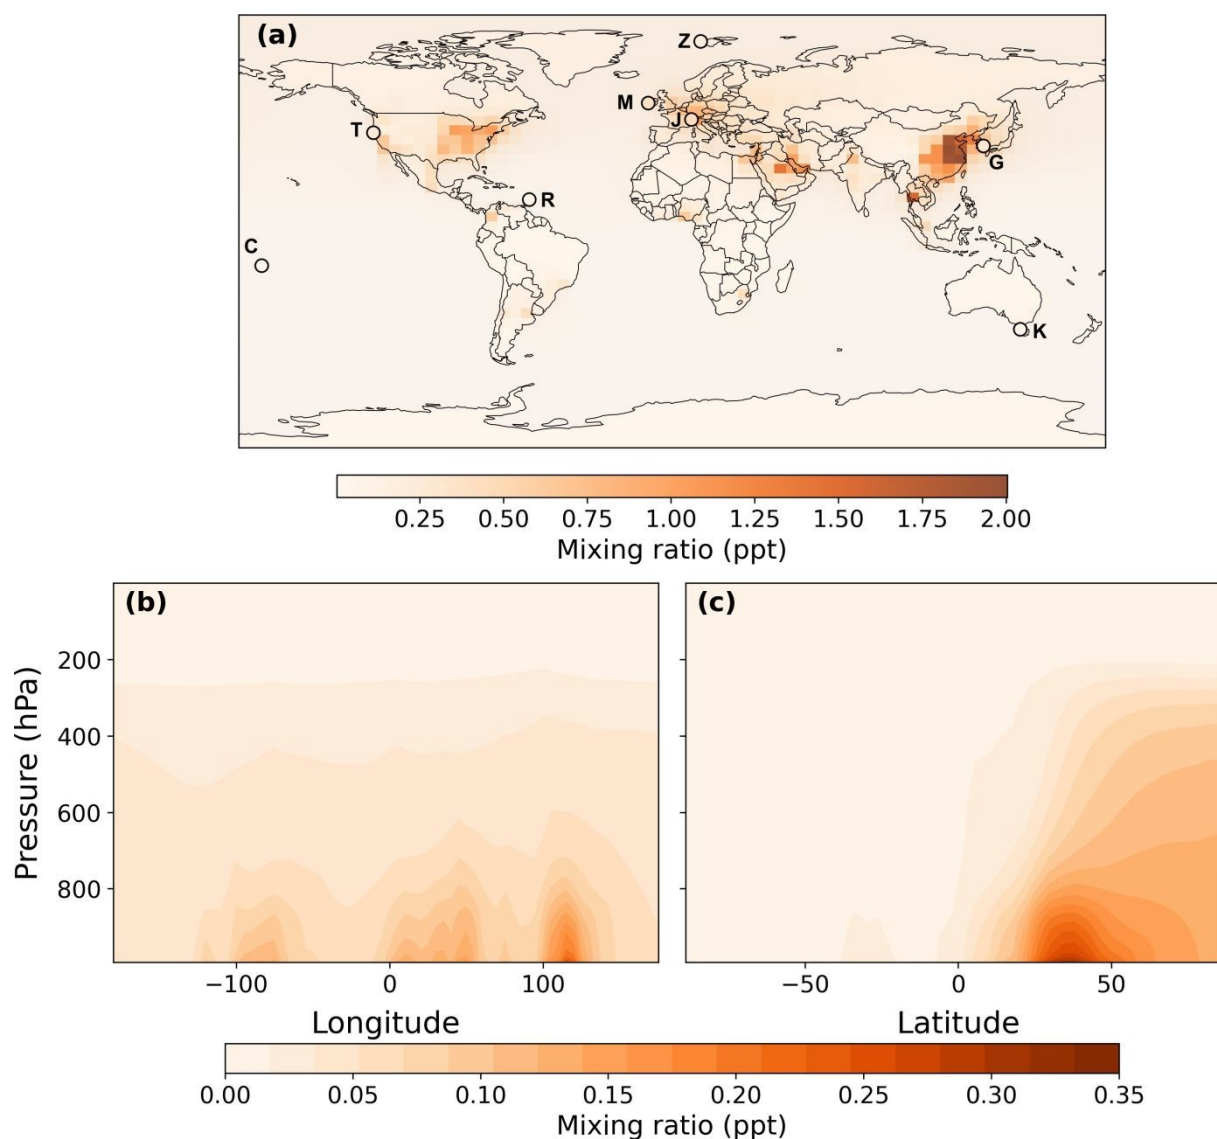 (a)
Z
M
T
J
G
R
C
K
0.25 0.50 0.75 1.00 1.25 1.50 1.75 2.00
Mixing ratio (ppt)
(b) (c)
Pressure (hPa)
200
400
600
800
−100 0 100
−50 0 50
Longitude Latitude
0.00 0.05 0.10 0.15 0.20 0.25 0.30 0.35
Mixing ratio (ppt)